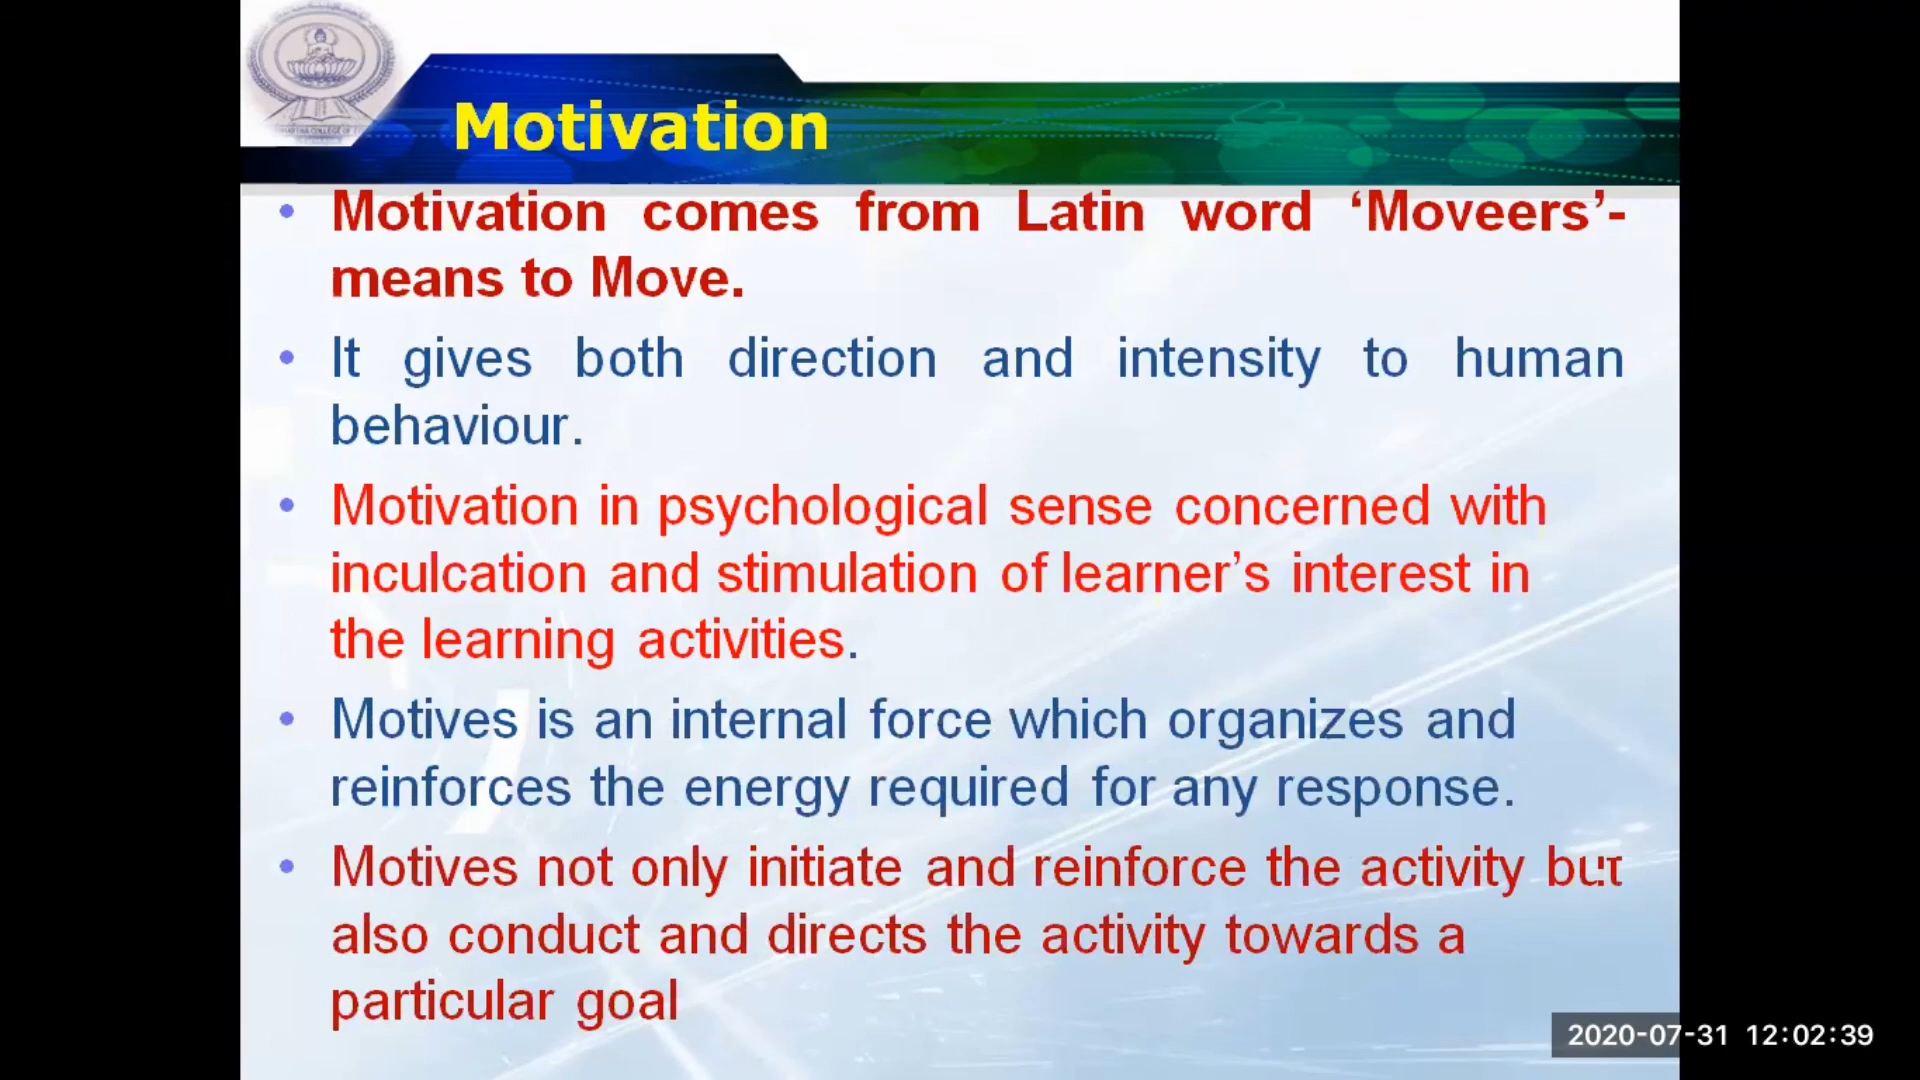 Motivation
• Motivation comes from Latin word ‘Moveers’-
means to Move.
• It gives both direction and intensity to human
behaviour.
• Motivation in psychological sense concerned with
inculcation and stimulation of learner’s interest in
the learning activities.
• Motives is an internal force which organizes and
reinforces the energy required for any response.
• Motives not only initiate and reinforce the activity but
also conduct and directs the activity towards a
particular goal
2020-07-31 12:02:39